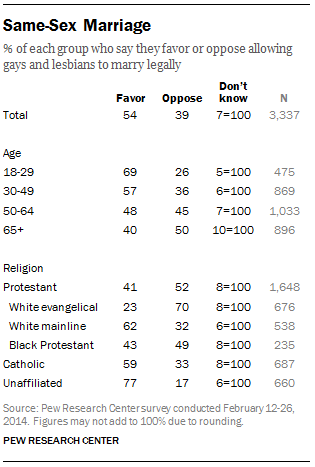 Same-Sex Marriage
% of each group who say they favor or oppose allowing
gays and lesbians to marry legally
Favor Oppose Don't know N
Total 54 39 7=100 3,337
Age
18-29 69 26 5=100 475
30-49 57 36 6=100 869
50-64 48 45 7=100 1,033
65+ 40 50 10=100 896
Religion
Protestant 41 52 8=100 1,648
White evangelical 23 70 8=100 676
White mainline 62 32 6=100 538
Black Protestant 43 49 8=100 235
Catholic 59 33 8=100 687
Unaffiliated 77 17 6=100 660
Source: Pew Research Center survey conducted February 12-26,
2014. Figures may not add to 100% due to rounding.
PEW RESEARCH CENTER